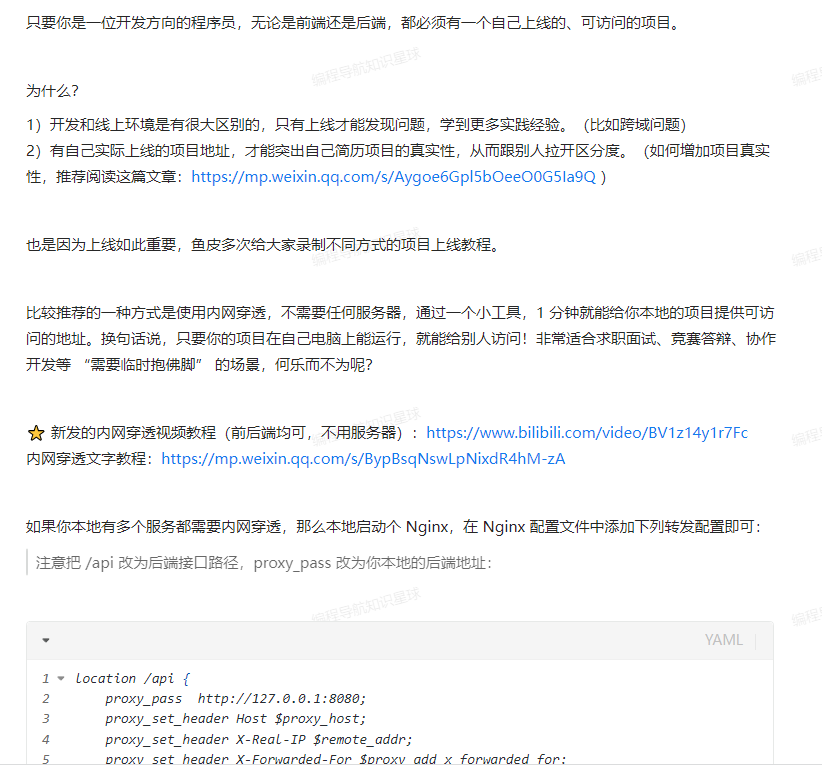 只要你是一位开发方向的程序员，无论是前端还是后端，都必须有一个自己上线的、可访问的项目。
编程导航知识星球
为什么？
1）开发和线上环境是有很大区别的，只有上线才能发现问题，学到更多实践经验。（比如跨域问题）
2）有自己实际上线的项目地址，才能突出自己简历项目的真实性，从而跟别人拉开区分度。（如何增加项目真实
性，推荐阅读这篇文章：https://mp.weixin.qq.com/s/Aygoe6Gpl5bOeeO0G5Ia9Q ）
也是因为上线如此重要，鱼皮多次给大家录制不同方式的项目上线教程。
比较推荐的一种方式是使用内网穿透，不需要任何服务器，通过一个小工具，1 分钟就能给你本地的项目提供可访
问的地址。换句话说，只要你的项目在自己电脑上能运行，就能给别人访问！非常适合求职面试、竞赛答辩、协作
开发等 “需要临时抱佛脚” 的场景，何乐而不为呢？
⭐ 新发的内网穿透视频教程（前后端均可，不用服务器）：https://www.bilibili.com/video/BV1z14y1r7Fc
内网穿透文字教程：https://mp.weixin.qq.com/s/BypBsqNswLpNixdR4hM-zA
如果你本地有多个服务都需要内网穿透，那么本地启动个 Nginx，在 Nginx 配置文件中添加下列转发配置即可：
注意把 /api 改为后端接口路径，proxy_pass 改为你本地的后端地址：
编程导航知识星球
YAML
1 location /api {
2 proxy_pass  http://127.0.0.1:8080;
3 proxy_set_header Host $proxy_host;
4 proxy_set_header X-Real-IP $remote_addr;
5 proxy_set_header X-Forwarded-For $proxy_add_x_forwarded_for;